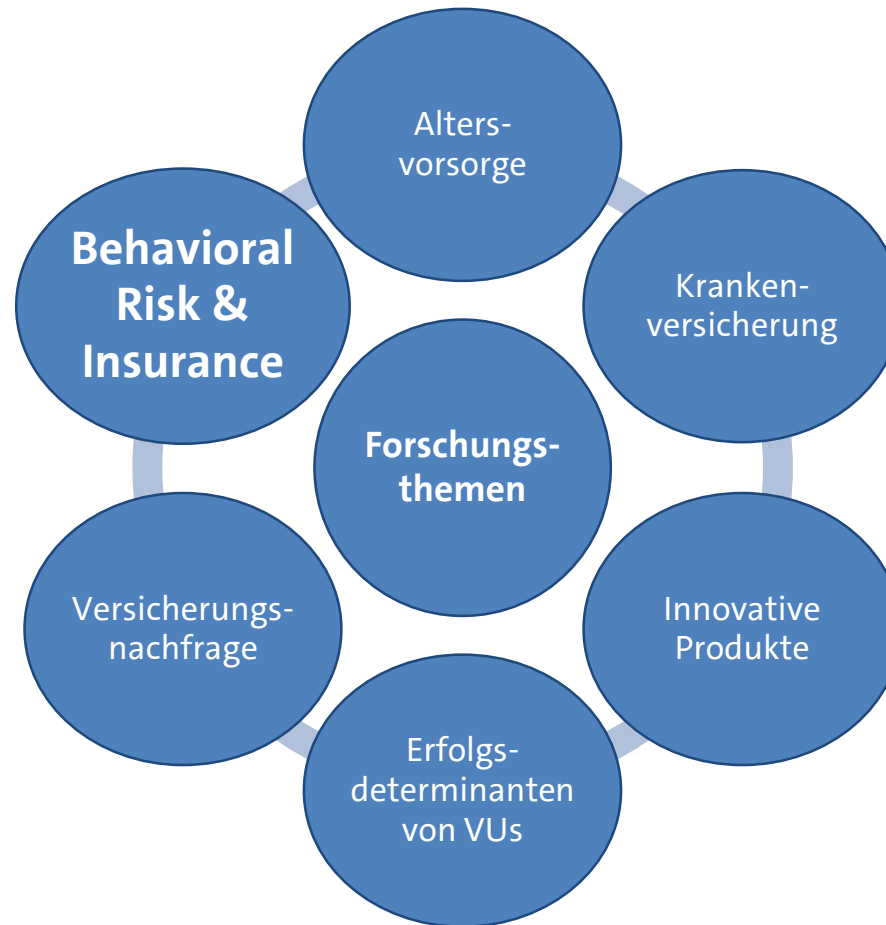 Alters-
vorsorge
Behavioral
Risk &
Insurance
Kranken-
versicherung
Forschungs-
themen
Versicherungs-
nachfrage
Innovative
Produkte
Erfolgs-
determinanten
von VUs